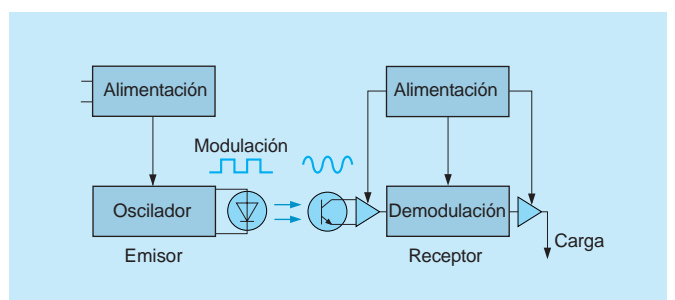 Alimentación
Alimentación
Modulación
Oscilador
Demodulación
Carga
Emisor
Receptor